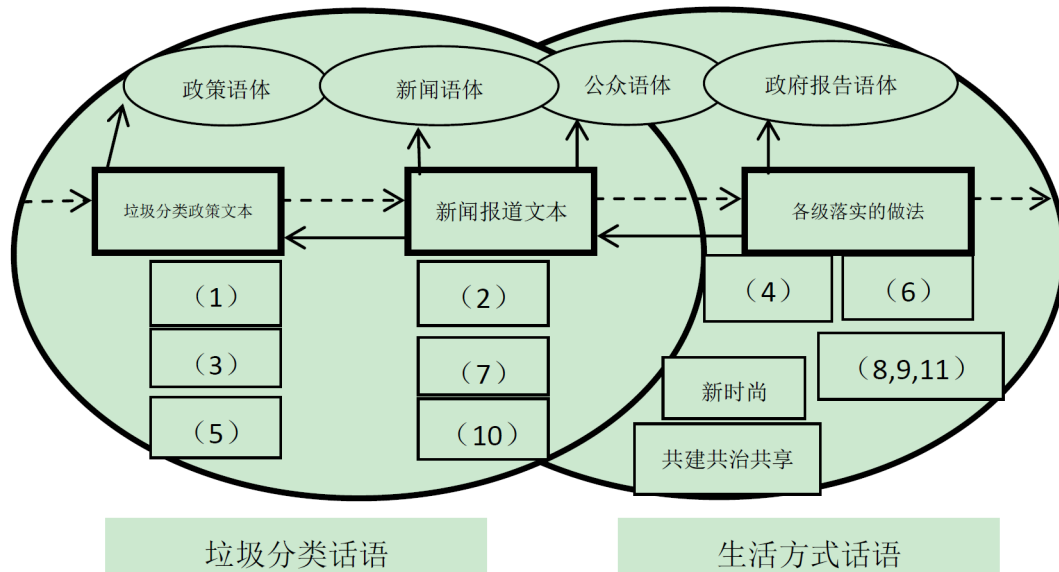 政策语体
新闻语体
公众语体
政府报告语体
垃圾分类政策文本
新闻报道文本
各级落实的做法
（1）
（2）
（4）
（6）
（3）
（7）
（8,9,11）
新时尚
（5）
（10）
共建共治共享
垃圾分类话语
生活方式话语